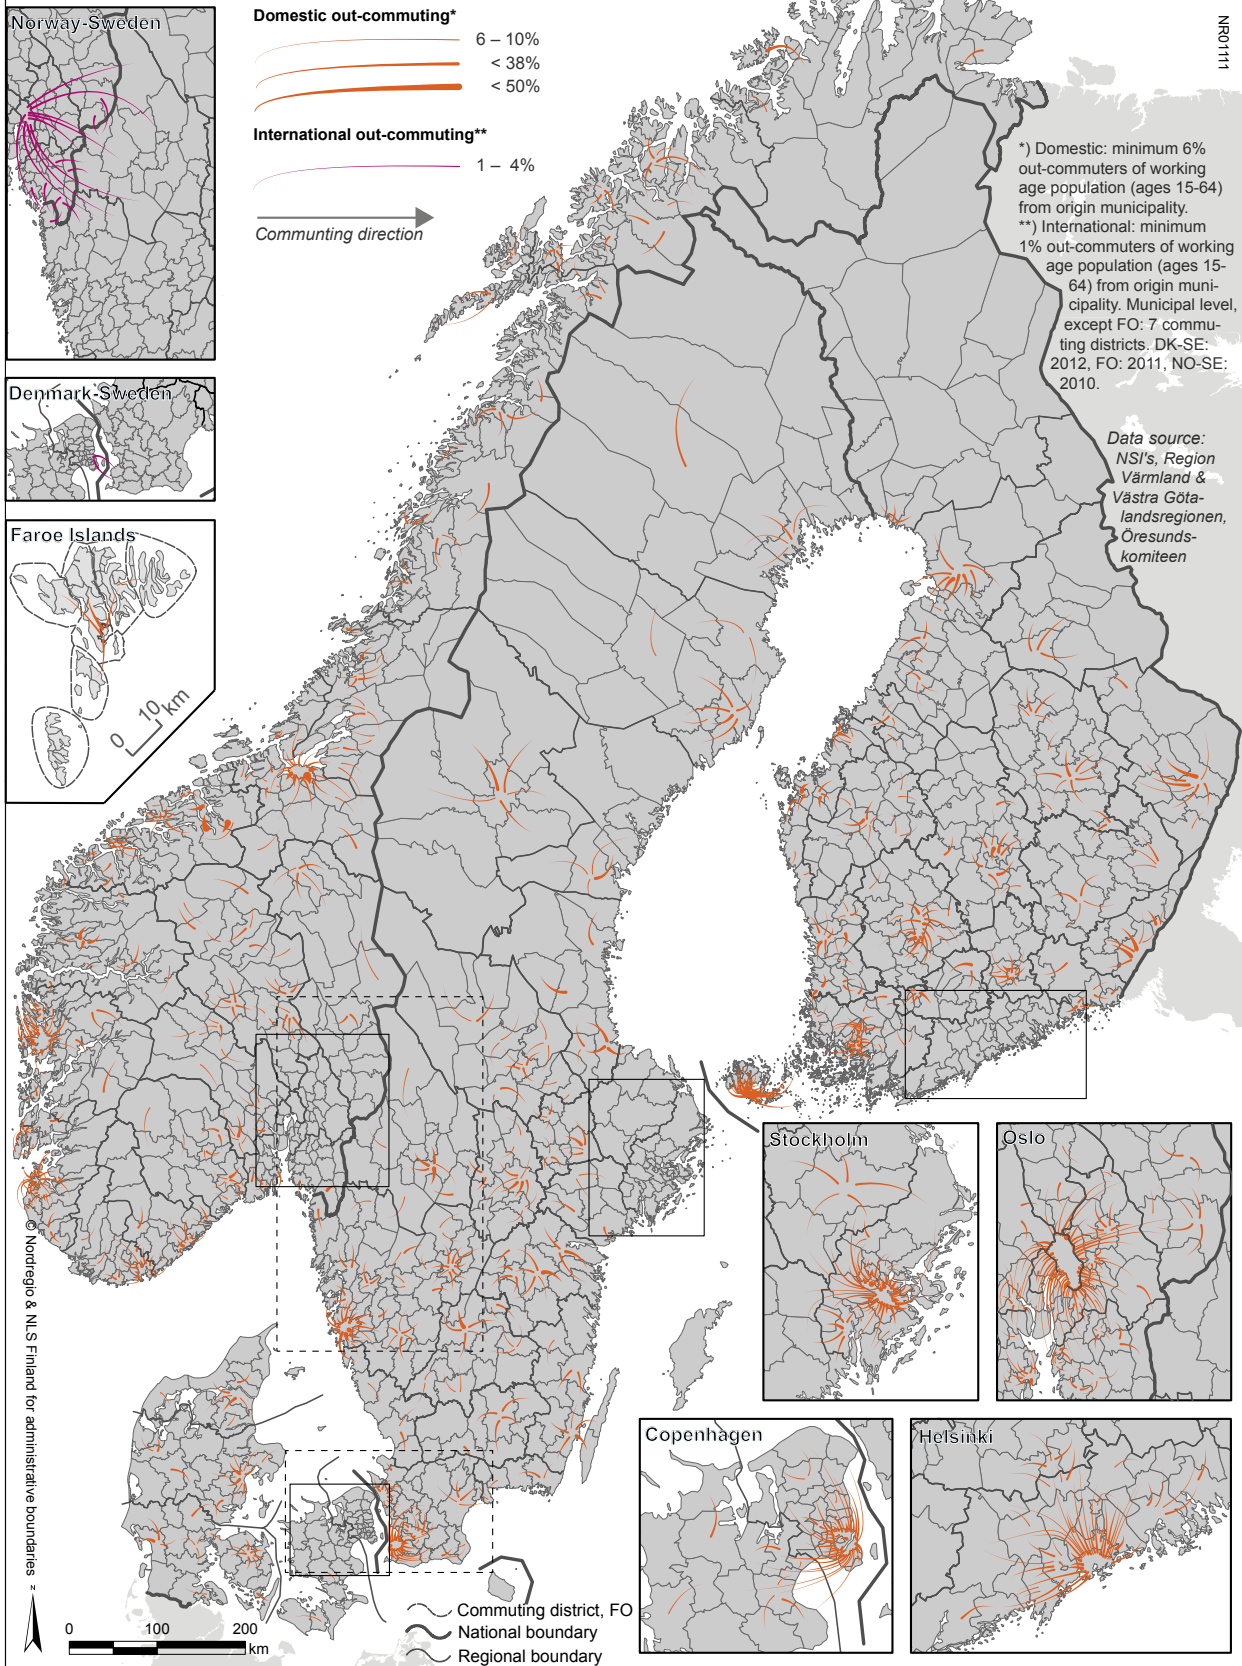 Norway-Sweden
Domestic out-commuting*
6 – 10%
< 38%
< 50%
International out-commuting**
1 – 4%
Communting direction
NR01111
*) Domestic: minimum 6%
out-commuters of working
age population (ages 15-64)
from origin municipality.
**) International: minimum
1% out-commuters of working
age population (ages 15-
64) from origin muni-
cipality. Municipal level,
except FO: 7 commu-
ting districts. DK-SE:
2012, FO: 2011, NO-SE:
2010.
Data source:
NSI's, Region
Värmland &
Västra Göta-
landsregionen,
Öresunds-
komiteen
Denmark-Sweden
Faroe Islands
0 10
km
Stockholm
Oslo
Copenhagen
Helsinki
© Nordregio & NLS Finland for administrative boundaries
z
0 100 200
km
Commuting district, FO
National boundary
Regional boundary